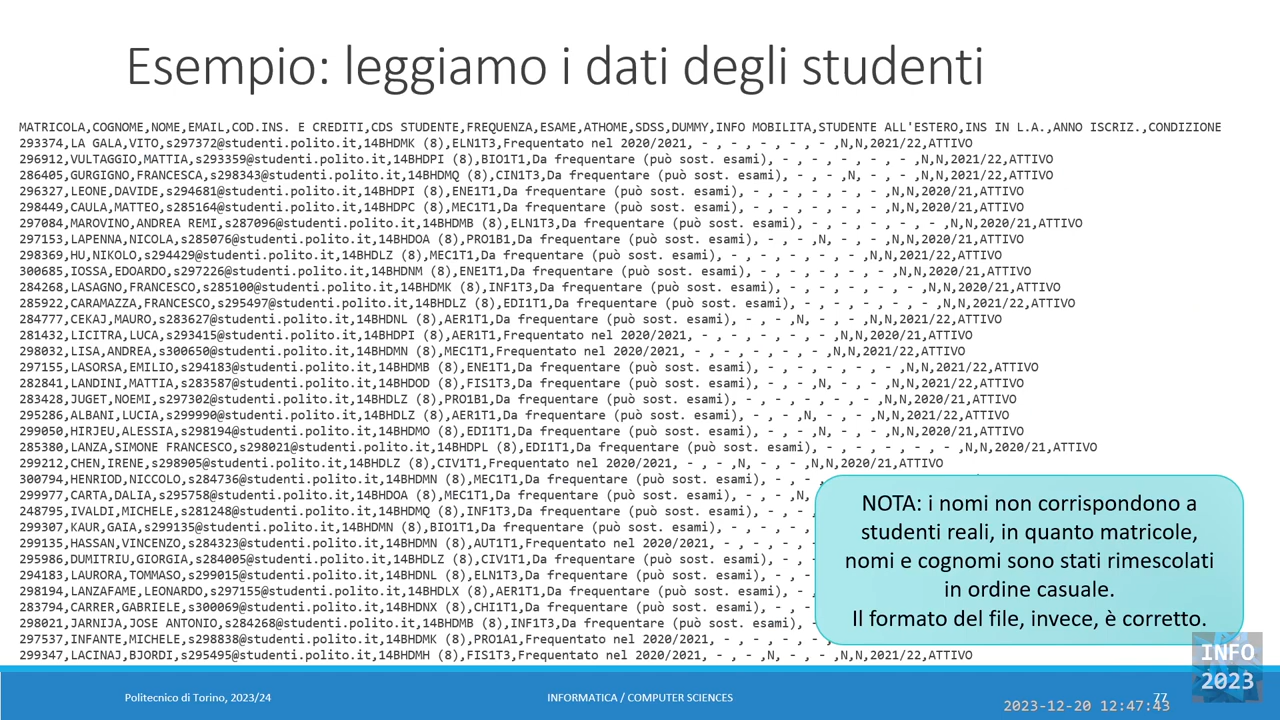 Esempio: leggiamo i dati degli studenti
MATRICOLA,COGNOME,NOME,EMAIL,COD.INS. E CREDITI,CDS STUDENTE,FREQUENZA,ESAME,ATHOME,SDSS,DUMMY,INFO MOBILITA,STUDENTE ALL'ESTERO,INS IN L.A.,ANNO ISCRIZ.,CONDIZIONE
293374,LA GALA,VITO,s297372@studenti.polito.it,14BHDMK (8),ELN1T3,Frequentato nel 2020/2021, - , - , - , - , - , - ,N,N,2021/22,ATTIVO
296912,VULTAGGIO,MATTIA,s293359@studenti.polito.it,14BHDPI (8),BIO1T1,Da frequentare (può sost. esami), - , - , - , - , - , - ,N,N,2021/22,ATTIVO
286405,GURGIGNO,FRANCESCA,s298343@studenti.polito.it,14BHDMQ (8),CIN1T3,Da frequentare (può sost. esami), - , - , - ,N, - , - ,N,N,2021/22,ATTIVO
296327,LEONE,DAVIDE,s294681@studenti.polito.it,14BHDPI (8),ENE1T1,Da frequentare (può sost. esami), - , - , - , - , - , - ,N,N,2020/21,ATTIVO
298449,CAULA,MATTEO,s285164@studenti.polito.it,14BHDPC (8),MEC1T1,Da frequentare (può sost. esami), - , - , - , - , - , - ,N,N,2020/21,ATTIVO
297084,MAROVINO,ANDREA REMI,s287096@studenti.polito.it,14BHDMB (8),ELN1T3,Da frequentare (può sost. esami), - , - , - , - , - , - ,N,N,2020/21,ATTIVO
297153,LAPENNA,NICOLA,s285076@studenti.polito.it,14BHDOA (8),PRO1B1,Da frequentare (può sost. esami), - , - , - ,N, - , - ,N,N,2020/21,ATTIVO
298369,HU,NIKOLO,s294429@studenti.polito.it,14BHDLZ (8),MEC1T1,Da frequentare (può sost. esami), - , - , - , - , - , - ,N,N,2021/22,ATTIVO
300685,IOSSA,EDOARDO,s297226@studenti.polito.it,14BHDNM (8),ENE1T1,Da frequentare (può sost. esami), - , - , - , - , - , - ,N,N,2020/21,ATTIVO
284268,LASAGNO,FRANCESCO,s285100@studenti.polito.it,14BHDMK (8),INF1T3,Da frequentare (può sost. esami), - , - , - , - , - , - ,N,N,2020/21,ATTIVO
285922,CARAMAZZA,FRANCESCO,s295497@studenti.polito.it,14BHDLZ (8),EDI1T1,Da frequentare (può sost. esami), - , - , - , - , - , - ,N,N,2021/22,ATTIVO
284777,CEKAJ,MAURO,s283627@studenti.polito.it,14BHDNL (8),AER1T1,Da frequentare (può sost. esami), - , - , - ,N, - , - ,N,N,2021/22,ATTIVO
281432,LICITRA,LUCA,s293415@studenti.polito.it,14BHDPI (8),AER1T1,Frequentato nel 2020/2021, - , - , - , - , - , - ,N,N,2020/21,ATTIVO
298032,LISA,ANDREA,s300650@studenti.polito.it,14BHDMN (8),MEC1T1,Frequentato nel 2020/2021, - , - , - , - , - , - ,N,N,2021/22,ATTIVO
297155,LASORSA,EMILIO,s294183@studenti.polito.it,14BHDMB (8),ENE1T1,Da frequentare (può sost. esami), - , - , - , - , - , - ,N,N,2021/22,ATTIVO
282841,LANDINI,MATTIA,s283587@studenti.polito.it,14BHDOD (8),FIS1T3,Da frequentare (può sost. esami), - , - , - ,N, - , - ,N,N,2020/21,ATTIVO
283428,JUGET,NOEMI,s297302@studenti.polito.it,14BHDLZ (8),PRO1B1,Da frequentare (può sost. esami), - , - , - , - , - , - ,N,N,2020/21,ATTIVO
295286,ALBANI,LUCIA,s299990@studenti.polito.it,14BHDLZ (8),AER1T1,Da frequentare (può sost. esami), - , - , - ,N, - , - ,N,N,2021/22,ATTIVO
299050,HIRJEU,ALESSIA,s298194@studenti.polito.it,14BHDMO (8),EDI1T1,Da frequentare (può sost. esami), - , - , - ,N, - , - ,N,N,2020/21,ATTIVO
285380,LANZA,SIMONE FRANCESCO,s298021@studenti.polito.it,14BHDPL (8),EDI1T1,Da frequentare (può sost. esami), - , - , - , - , - , - ,N,N,2020/21,ATTIVO
299212,CHEN,IRENE,s298905@studenti.polito.it,14BHDLZ (8),CIV1T1,Frequentato nel 2020/2021, - , - , - ,N, - , - ,N,N,2020/21,ATTIVO
300794,HENRIOD,NICCOLO,s284736@studenti.polito.it,14BHDMN (8),MEC1T1,Da frequentare (può sost. esami), - , -
299977,CARTA,DALIA,s295758@studenti.polito.it,14BHDOA (8),MEC1T1,Da frequentare (può sost. esami), - , - , - ,N,
248795,IVALDI,MICHELE,s281248@studenti.polito.it,14BHDMQ (8),INF1T1,Da frequentare (può sost. esami), - , -
299307,KAUR,GAIA,s299135@studenti.polito.it,14BHDMN (8),BIO1T1,Da frequentare (può sost. esami), - , - , -
299135,HASSAN,VINCENZO,s284323@studenti.polito.it,14BHDMN (8),AUT1T1,Frequentato nel 2020/2021, - , - , - , -
295986,DUMITRIU,GIORGIA,s284005@studenti.polito.it,14BHDLZ (8),CIV1T1,Da frequentare (può sost. esami), - , -
294183,LAURORA,TOMMASO,s299015@studenti.polito.it,14BHDNL (8),ELN1T3,Da frequentare (può sost. esami), - , -
298194,LANZAFAME,LEONARDO,s297155@studenti.polito.it,14BHDLX (8),AER1T1,Da frequentare (può sost. esami), -
283794,CARRER,GABRIELE,s300069@studenti.polito.it,14BHDNX (8),CHI1T1,Da frequentare (può sost. esami), - , -
298021,JARNIJA,JOSE ANTONIO,s284268@studenti.polito.it,14BHDMB (8),INF1T3,Da frequentare (può sost. esami), -
297537,INFANTE,MICHELE,s298838@studenti.polito.it,14BHDMK (8),PRO1A1,Frequentato nel 2020/2021, - , - , - , -
299347,LACINAJ,BJORDI,s295495@studenti.polito.it,14BHDMH (8),FIS1T3,Frequentato nel 2020/2021, - , - , - ,N, - , - ,N,N,2021/22,ATTIVO
NOTA: i nomi non corrispondono a
studenti reali, in quanto matricole,
nomi e cognomi sono stati rimescolati
in ordine casuale.
Il formato del file, invece, è corretto.
INFO
2023
Politecnico di Torino, 2023/24
INFORMATICA / COMPUTER SCIENCES
77
2023-12-20 12:47:43